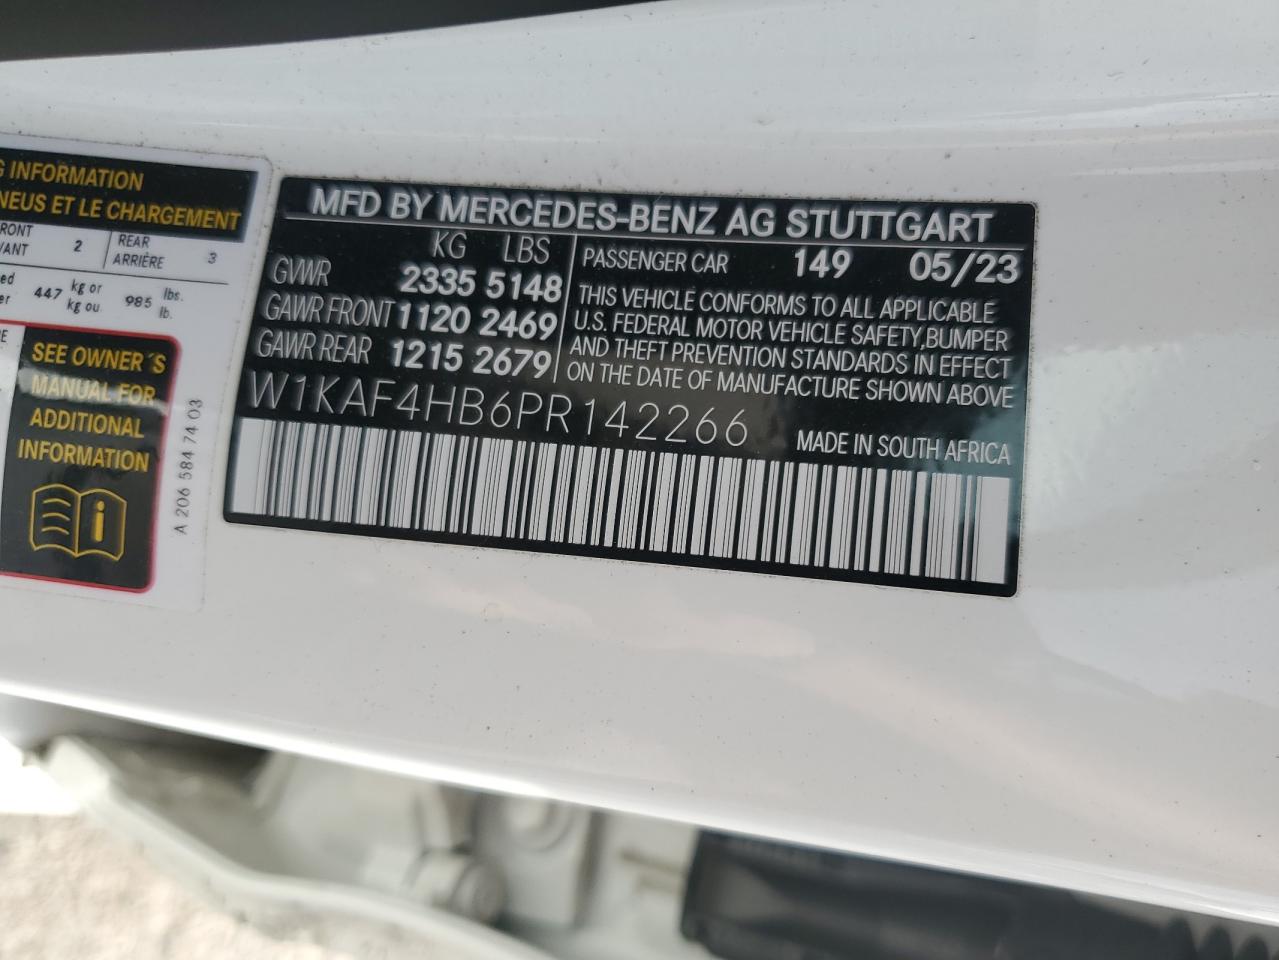 G INFORMATION
NEUS ET LE CHARGEMENT
2 REAR 3
ARRIÈRE
447 kg or 985 lbs.
kg ou lb.
SEE OWNER´S
MANUAL FOR
ADDITIONAL
INFORMATION
A 206 584 74 03
MFD BY MERCEDES-BENZ AG STUTTGART
KG LBS
GVWR 2335 5148
GAWR FRONT 1120 2469
GAWR REAR 1215 2679
PASSENGER CAR 149 05/23
THIS VEHICLE CONFORMS TO ALL APPLICABLE
U.S. FEDERAL MOTOR VEHICLE SAFETY,BUMPER
AND THEFT PREVENTION STANDARDS IN EFFECT
ON THE DATE OF MANUFACTURE SHOWN ABOVE
W1KAF4HB6PR142266
MADE IN SOUTH AFRICA